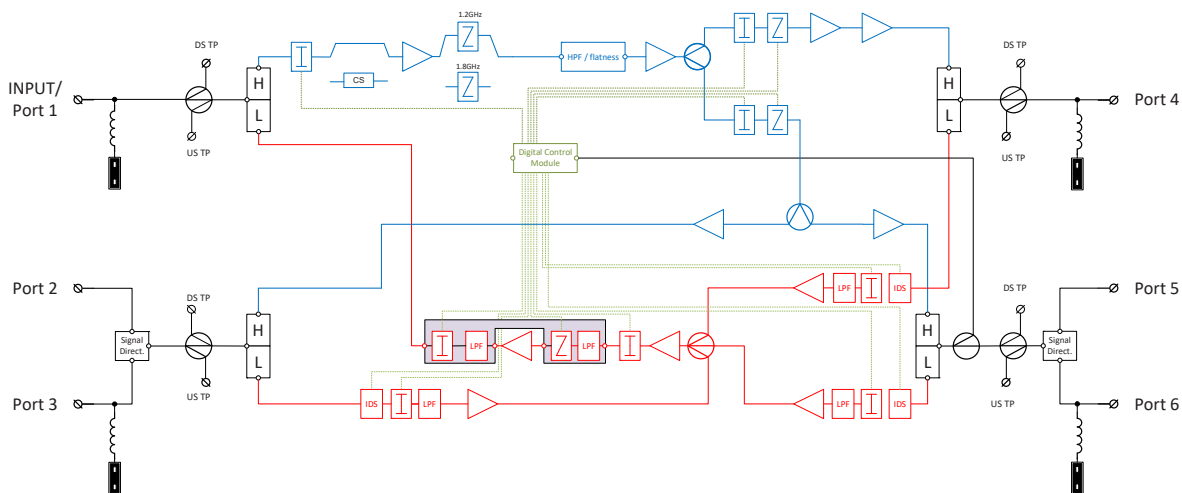 1.2GHz
DS TP
DS TP
H
HPF / flatness
H
INPUT/
Port 1
1.8GHz
CS
L
L
Port 4
US TP
US TP
Digital Control
Module
Port 2
DS TP
LPF
IDS
DS TP
Port 5
H
H
Signal
Direct.
LPF
LPF
Signal
Direct.
L
L
US TP
US TP
Port 3
IDS
LPF
LPF
IDS
Port 6